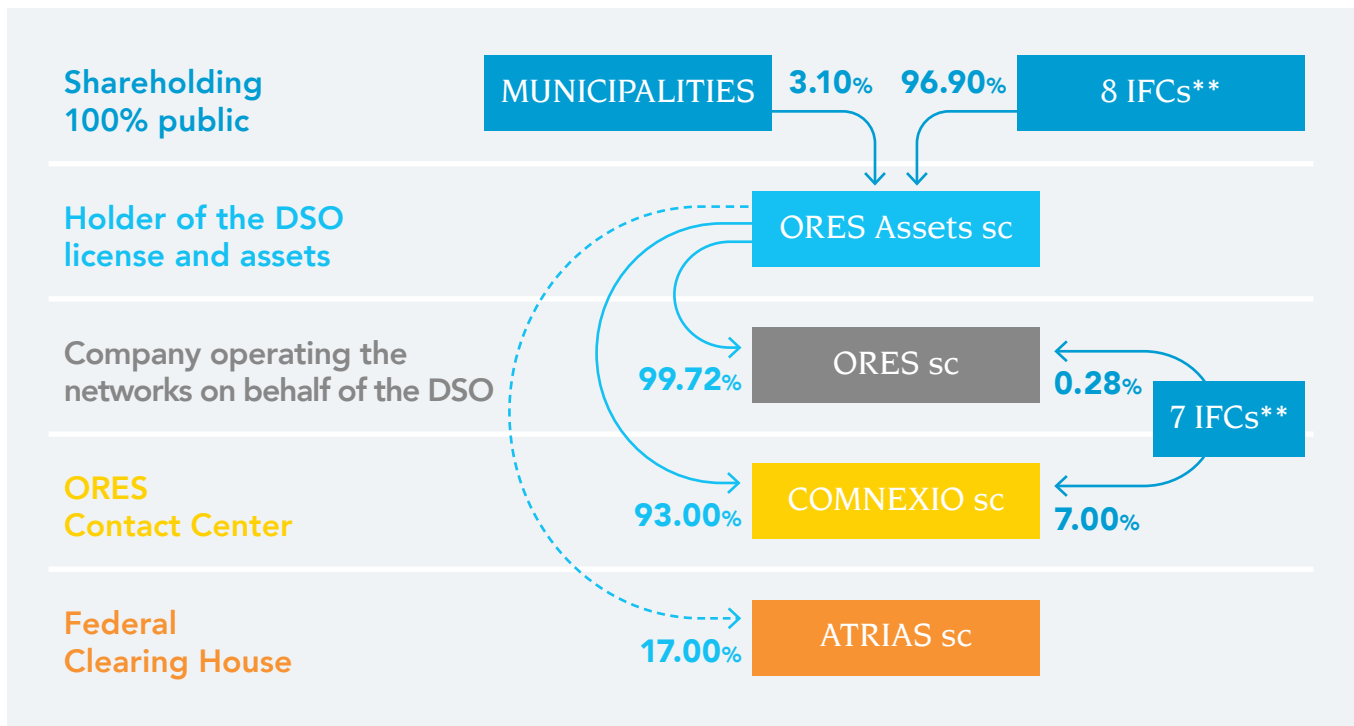 Shareholding
100% public
MUNICIPALITIES
3.10%
96.90%
8 IFCs**
Holder of the DSO
license and assets
ORES Assets sc
Company operating the
networks on behalf of the DSO
99.72%
ORES sc
0.28%
7 IFCs**
ORES
Contact Center
93.00%
COMNEXIO sc
7.00%
Federal
Clearing House
17.00%
ATRIAS sc